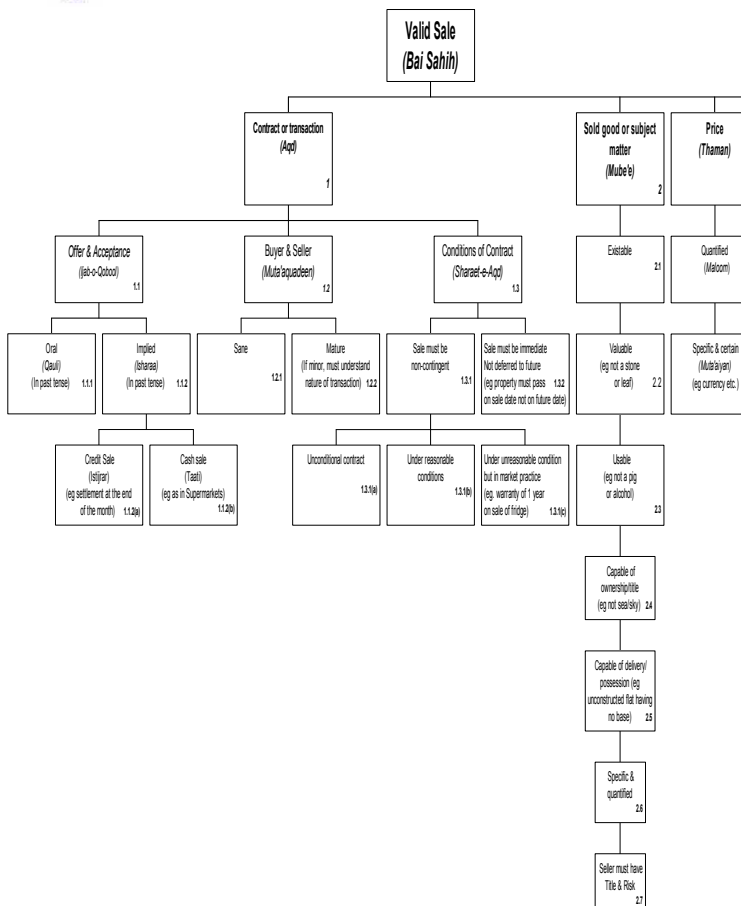 Valid Sale
(Bai Sahih)
Contract or transaction
(Aqd)
1
Sold good or subject
matter
(Mube'e)
2
Price
(Thaman)
Offer & Acceptance
(Ijab-o-Qobool)
1.1
Buyer & Seller
(Muta'aquadeen)
1.2
Conditions of Contract
(Sharaet-e-Aqd)
1.3
Existable
2.1
Quantified
(Maloom)
Oral
(Qauli)
(In past tense) 1.1.1
Implied
(Isharaa)
(In past tense) 1.1.2
Sane
1.2.1
Mature
(If minor, must understand
nature of transaction) 1.2.2
Sale must be
non-contingent
1.3.1
Sale must be immediate
Not deferred to future
(eg property must pass 1.3.2
on sale date not on future date)
Valuable
(eg not a stone
or leaf) 2.2
Specific & certain
(Muta'aiyan)
(eg currency etc.)
Credit Sale
(Istijrar)
(eg settlement at the end
of the month) 1.1.2(a)
Cash sale
(Taati)
(eg as in Supermarkets)
1.1.2(b)
Unconditional contract
1.3.1(a)
Under reasonable
conditions
1.3.1(b)
Under unreasonable condition
but in market practice
(eg. warranty of 1 year
on sale of fridge) 1.3.1(c)
Usable
(eg not a pig
or alcohol)
2.3
Capable of
ownership/title
(eg not sea/sky) 2.4
Capable of delivery/
possession (eg
unconstructed flat having
no base) 2.5
Specific &
quantified
2.6
Seller must have
Title & Risk
2.7